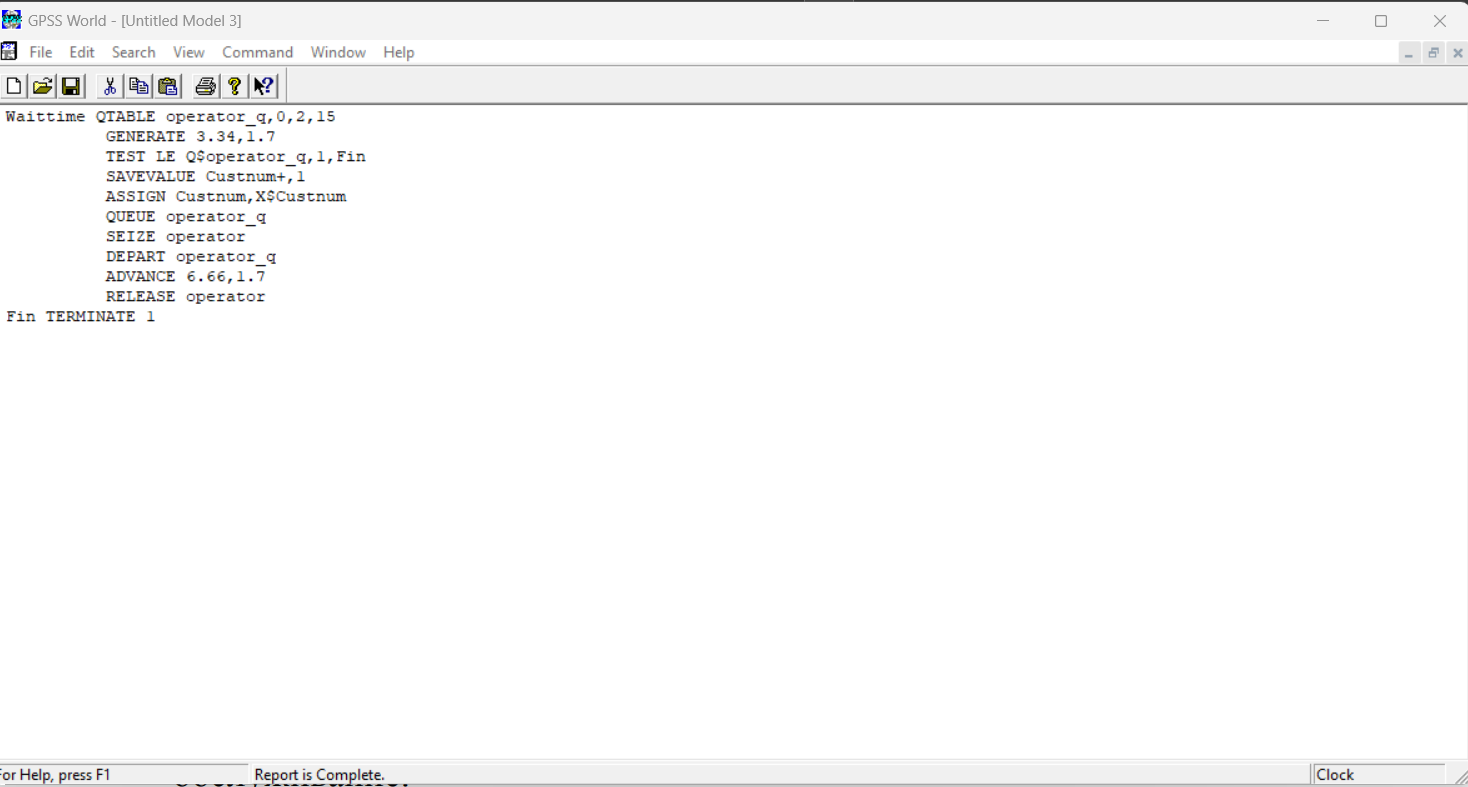 GPSS World - [Untitled Model 3]
File Edit Search View Command Window Help
Waittime QTABLE operator_q,0,2,15
GENERATE 3.34,1.7
TEST LE Q$operator_q,1,Fin
SAVEVALUE Custnum+,1
ASSIGN Custnum,X$Custnum
QUEUE operator_q
SEIZE operator
DEPART operator_q
ADVANCE 6.66,1.7
RELEASE operator
Fin TERMINATE 1
For Help, press F1 Report is Complete. Clock